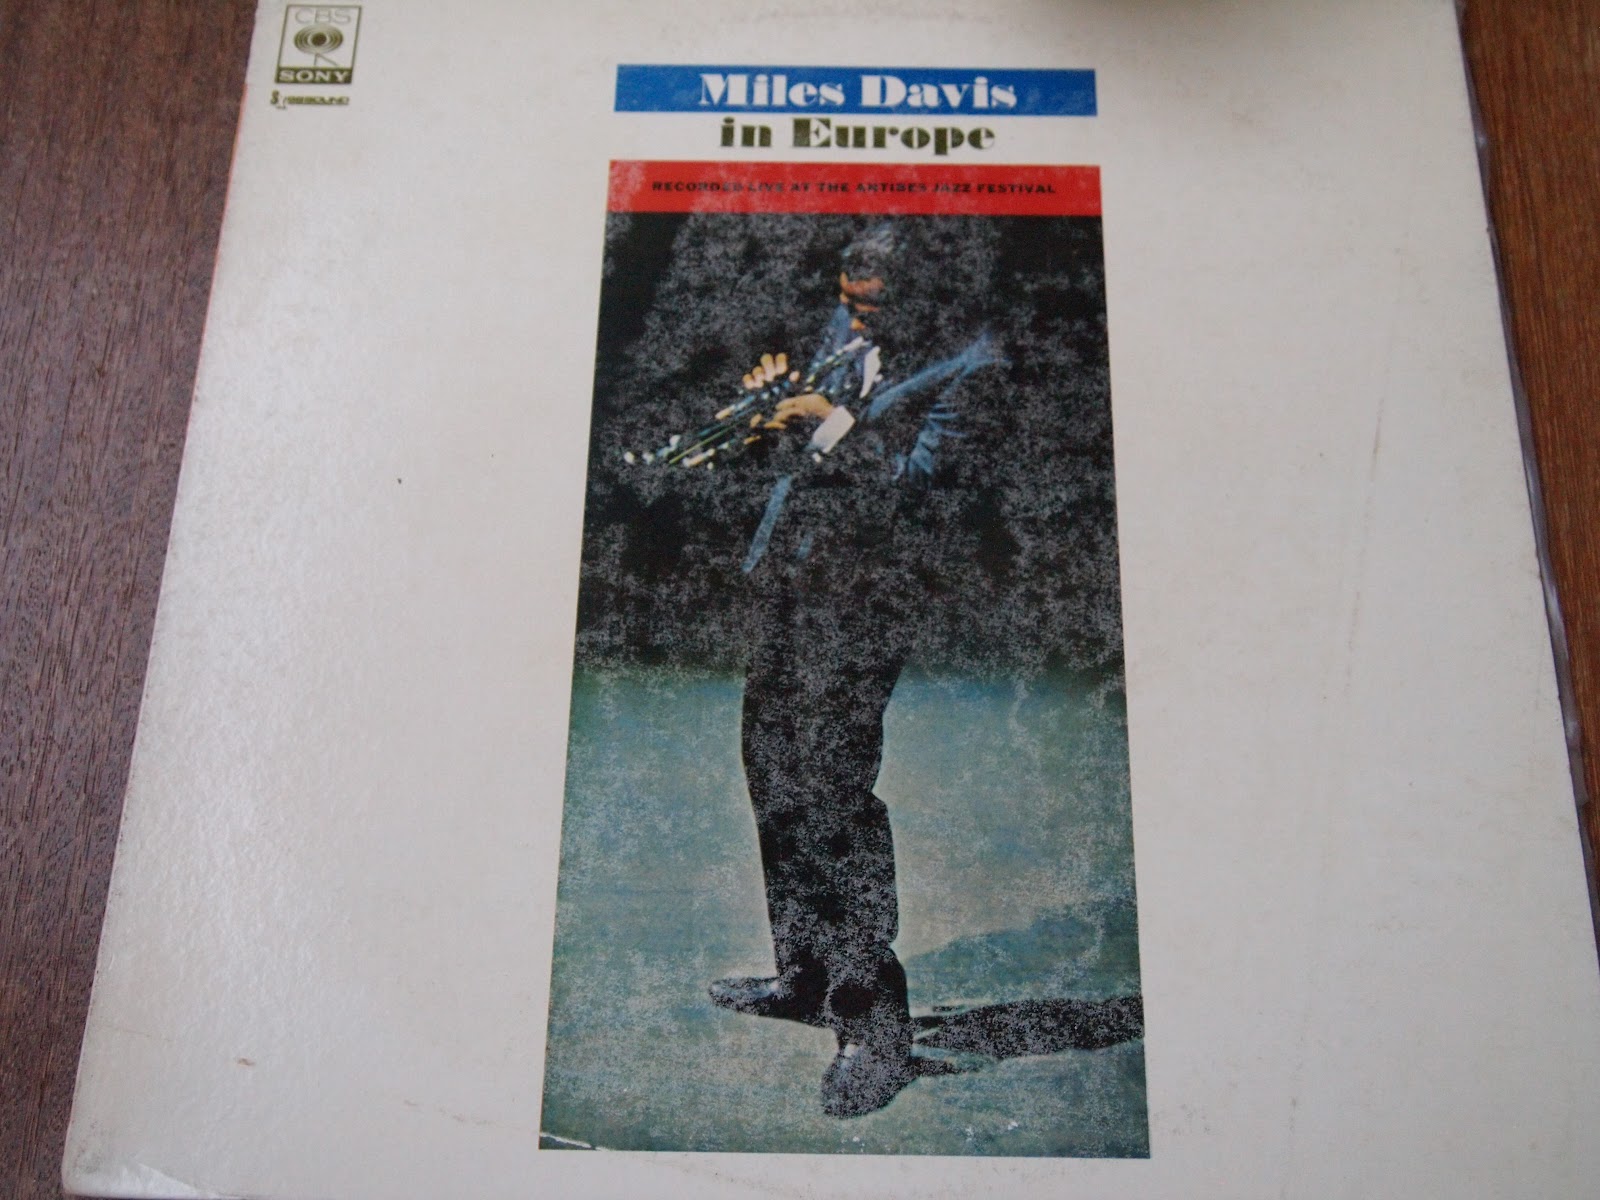 CBS
SONY
Miles Davis
in Europe
RECORDED LIVE AT THE ANTIBES JAZZ FESTIVAL